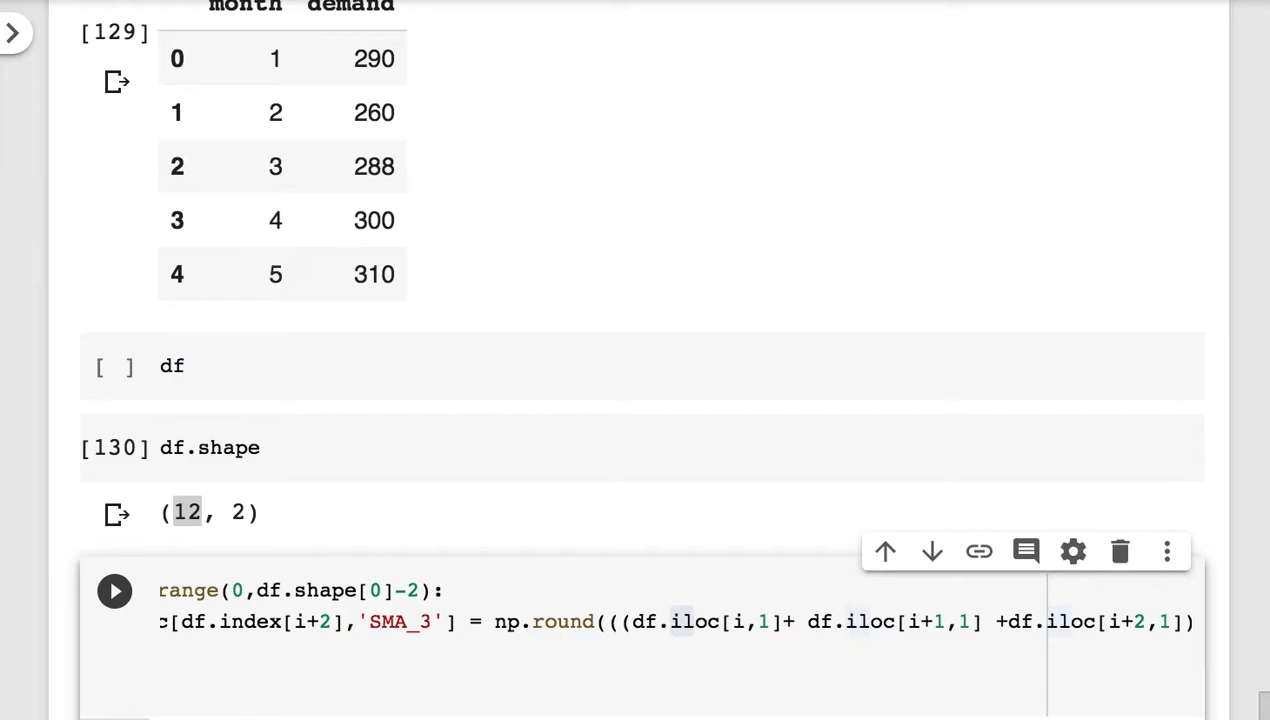 month demand
[129]
0 1 290
1 2 260
2 3 288
3 4 300
4 5 310
[ ] df
[130] df.shape
(12, 2)
range(0,df.shape[0]-2):
c[df.index[i+2],'SMA_3'] = np.round(((df.iloc[i,1]+ df.iloc[i+1,1] +df.iloc[i+2,1])